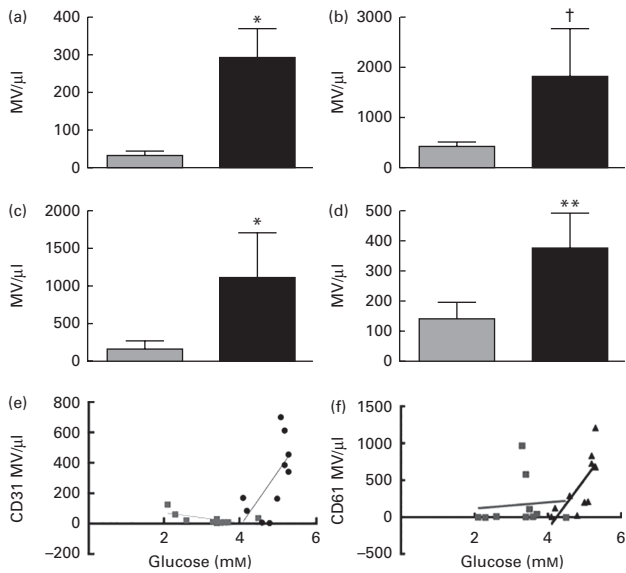 (a)
400
300
200
100
0
MV/μl
*
(b)
3000
2000
1000
0
MV/μl
†
(c)
2000
1500
1000
500
0
MV/μl
*
(d)
500
400
300
200
100
0
MV/μl
**
(e)
800
600
400
200
0
−200
CD31 MV/μl
2 4 6
Glucose (mM)
(f)
1500
1000
500
0
−500
CD61 MV/μl
2 4 6
Glucose (mM)